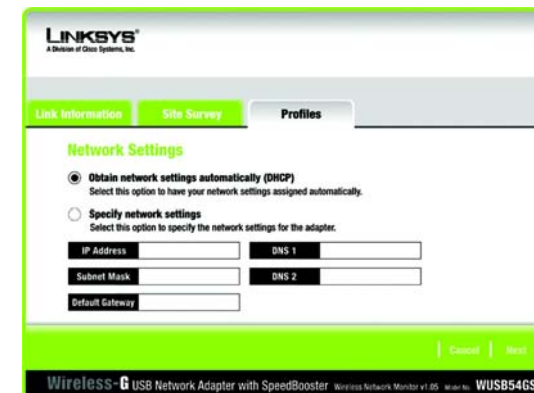 LINKSYS®
A Division of Cisco Systems, Inc.
Link Information Site Survey Profiles
Network Settings
Obtain network settings automatically (DHCP)
Select this option to have your network settings assigned automatically.
Specify network settings
Select this option to specify the network settings for the adapter.
IP Address DNS 1
Subnet Mask DNS 2
Default Gateway
Cancel Next
Wireless-G USB Network Adapter with SpeedBooster Wireless Network Monitor v1.05 Model No. WUSB54GS